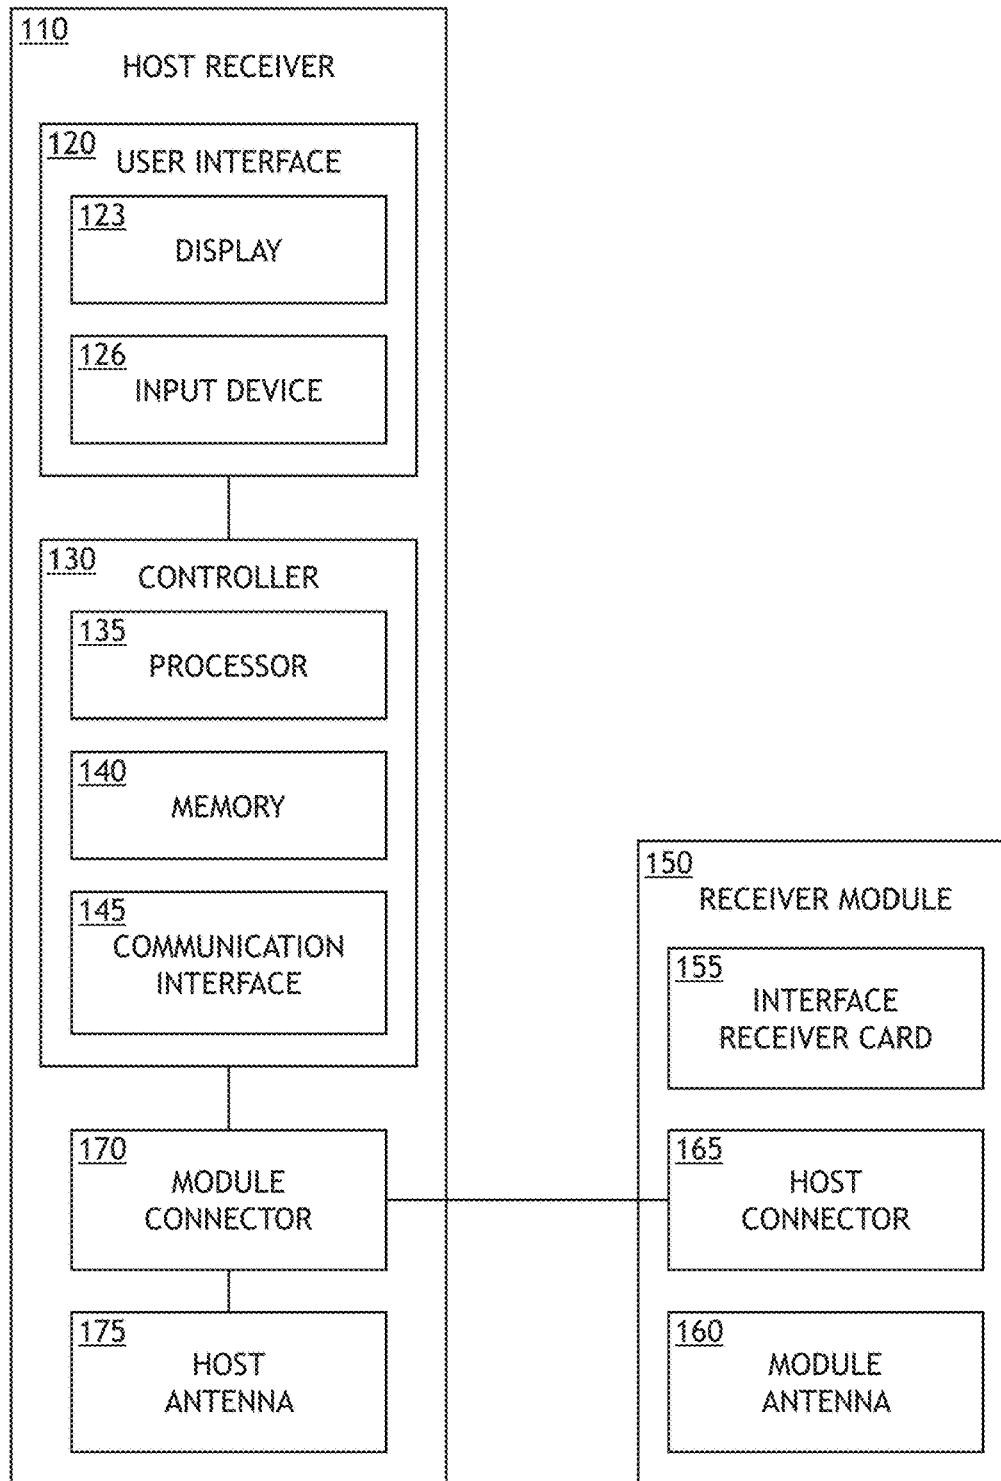 110
HOST RECEIVER
120
USER INTERFACE
123
DISPLAY
126
INPUT DEVICE
130
CONTROLLER
135
PROCESSOR
140
MEMORY
145
COMMUNICATION
INTERFACE
170
MODULE
CONNECTOR
175
HOST
ANTENNA
150
RECEIVER MODULE
155
INTERFACE
RECEIVER CARD
165
HOST
CONNECTOR
160
MODULE
ANTENNA